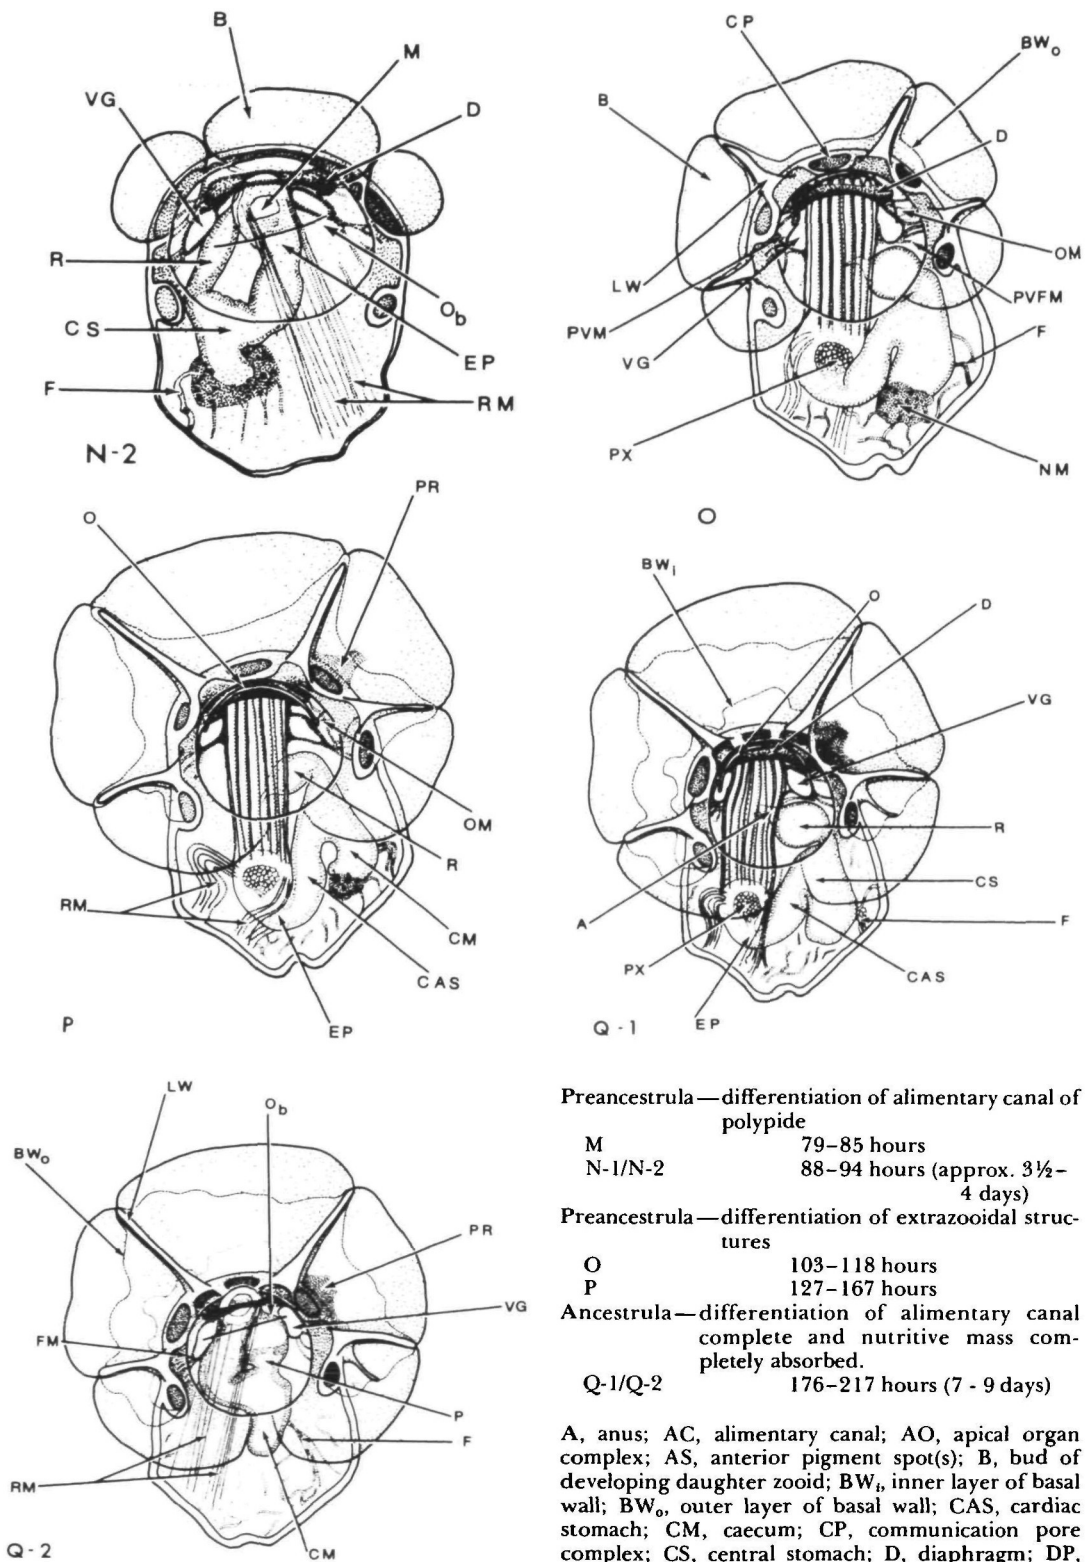 B
M
VG
D
R
CS
Ob
EP
F
RM
N-2
CP
BWo
B
D
OM
LW
PVM
PVFM
VG
F
PX
NM
O
PR
O
OM
R
RM
CM
CAS
EP
P
BWi
O
D
VG
R
CS
A
F
PX
CAS
EP
Q-1
LW
Ob
BWo
PR
VG
FM
P
F
RM
CM
Q-2
Preancestrula—differentiation of alimentary canal of
polypide
M 79–85 hours
N-1/N-2 88–94 hours (approx. 3½–
4 days)
Preancestrula—differentiation of extrazooidal struc-
tures
O 103–118 hours
P 127–167 hours
Ancestrula—differentiation of alimentary canal
complete and nutritive mass com-
pletely absorbed.
Q-1/Q-2 176–217 hours (7 - 9 days)
A, anus; AC, alimentary canal; AO, apical organ
complex; AS, anterior pigment spot(s); B, bud of
developing daughter zooid; BWi, inner layer of basal
wall; BWo, outer layer of basal wall; CAS, cardiac
stomach; CM, caecum; CP, communication pore
complex; CS, central stomach; D, diaphragm; DP,